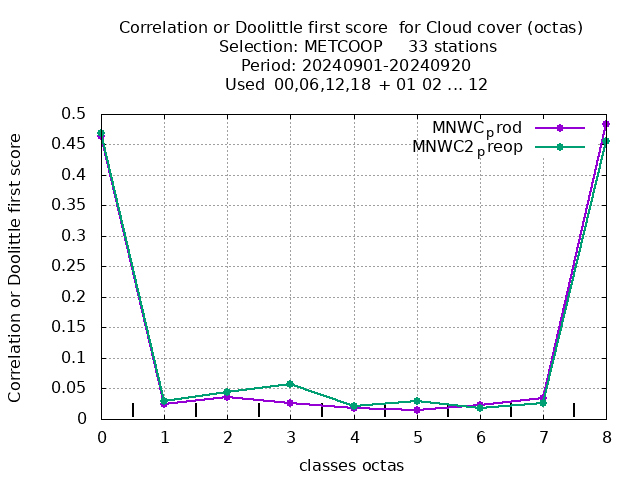 Correlation or Doolittle first score  for Cloud cover (octas)
Selection: METCOOP     33 stations
Period: 20240901-20240920
Used  00,06,12,18  + 01 02 ... 12
Correlation or Doolittle first score
MNWCprod
MNWC2preop
0.5
0.45
0.4
0.35
0.3
0.25
0.2
0.15
0.1
0.05
0
0 1 2 3 4 5 6 7 8
classes octas